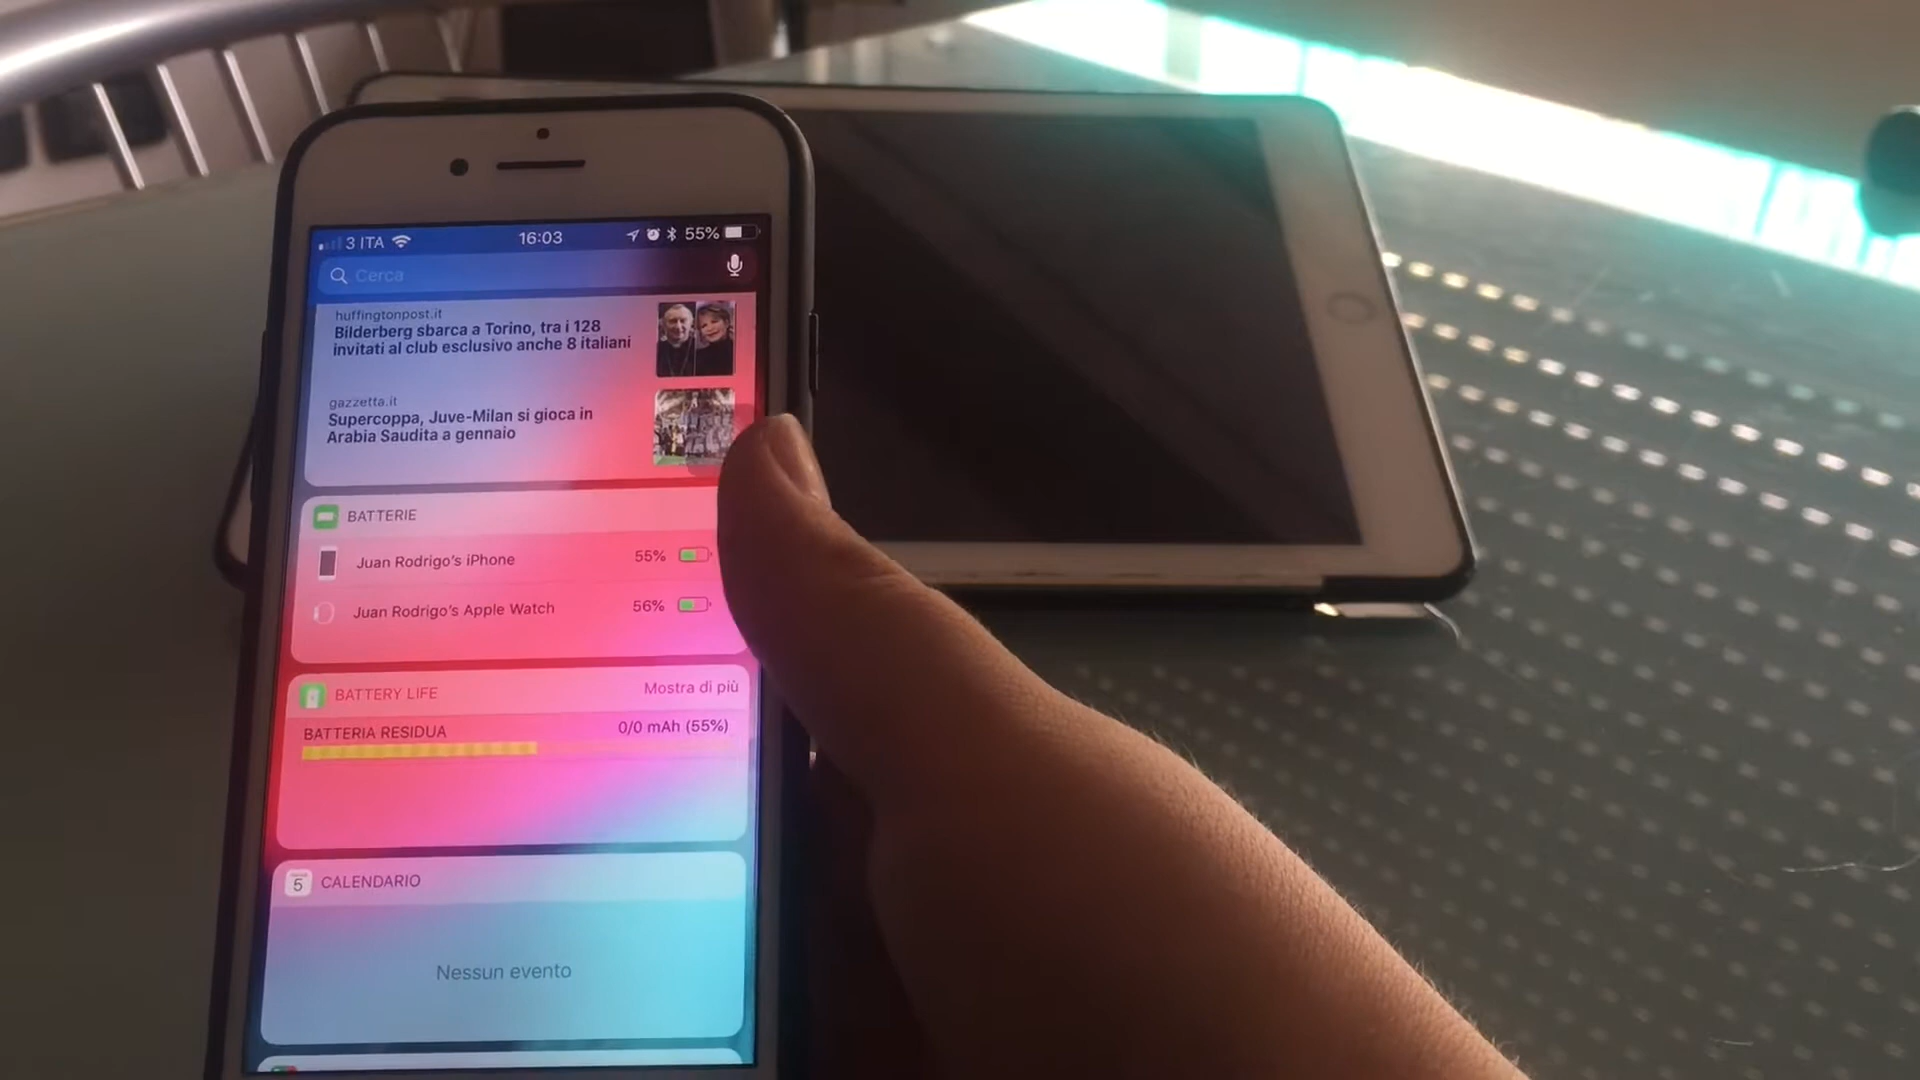 3 ITA 16:03 55%
Cerca
huffingtonpost.it
Bilderberg sbarca a Torino, tra i 128
invitati al club esclusivo anche 8 italiani
gazzetta.it
Supercoppa, Juve-Milan si gioca in
Arabia Saudita a gennaio
BATTERIE
Juan Rodrigo's iPhone 55%
Juan Rodrigo's Apple Watch 56%
BATTERY LIFE Mostra di più
BATTERIA RESIDUA 0/0 mAh (55%)
5 CALENDARIO
Nessun evento